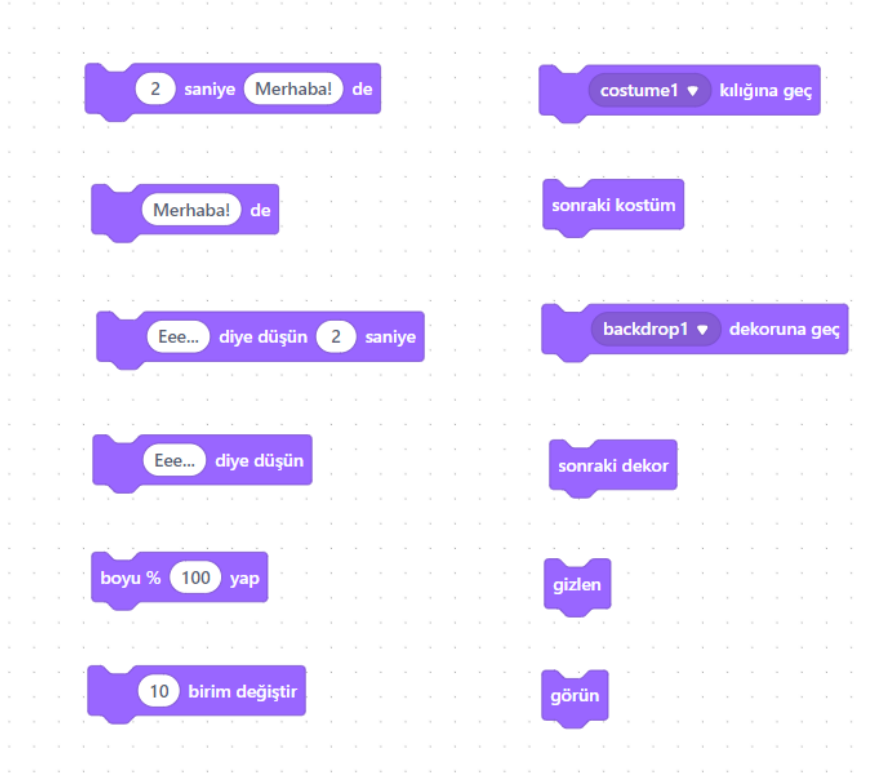 2 saniye Merhaba! de
Merhaba! de
Eee... diye düşün 2 saniye
Eee... diye düşün
boyu % 100 yap
10 birim değiştir
costume1 kılığına geç
sonraki kostüm
backdrop1 dekoruna geç
sonraki dekor
gizlen
görün